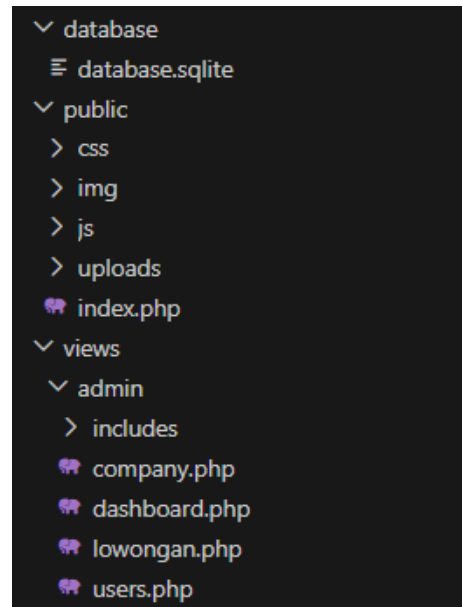 database
database.sqlite
public
css
img
js
uploads
index.php
views
admin
includes
company.php
dashboard.php
lowongan.php
users.php